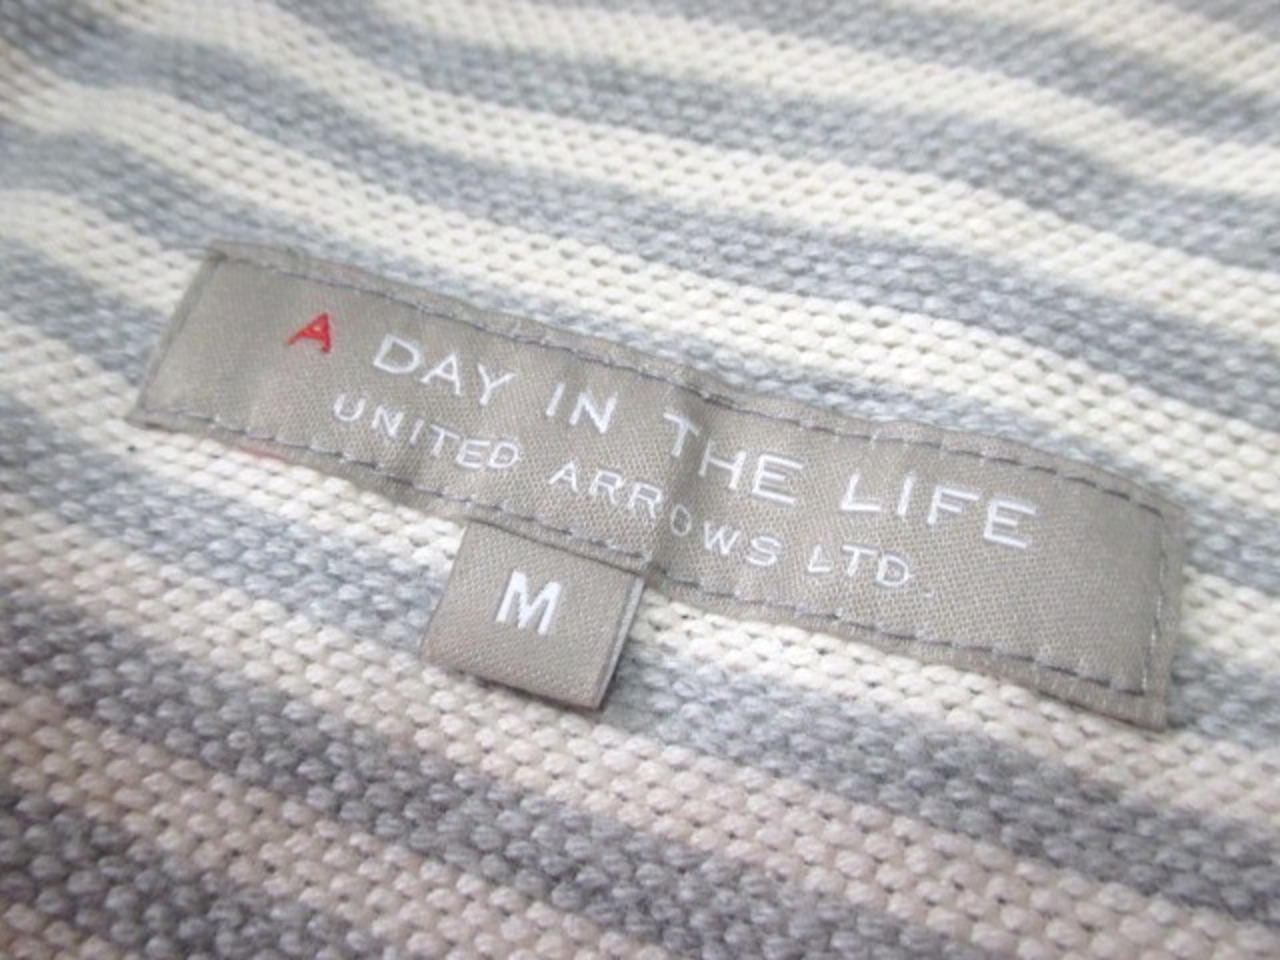 A DAY IN THE LIFE
UNITED ARROWS LTD.
M